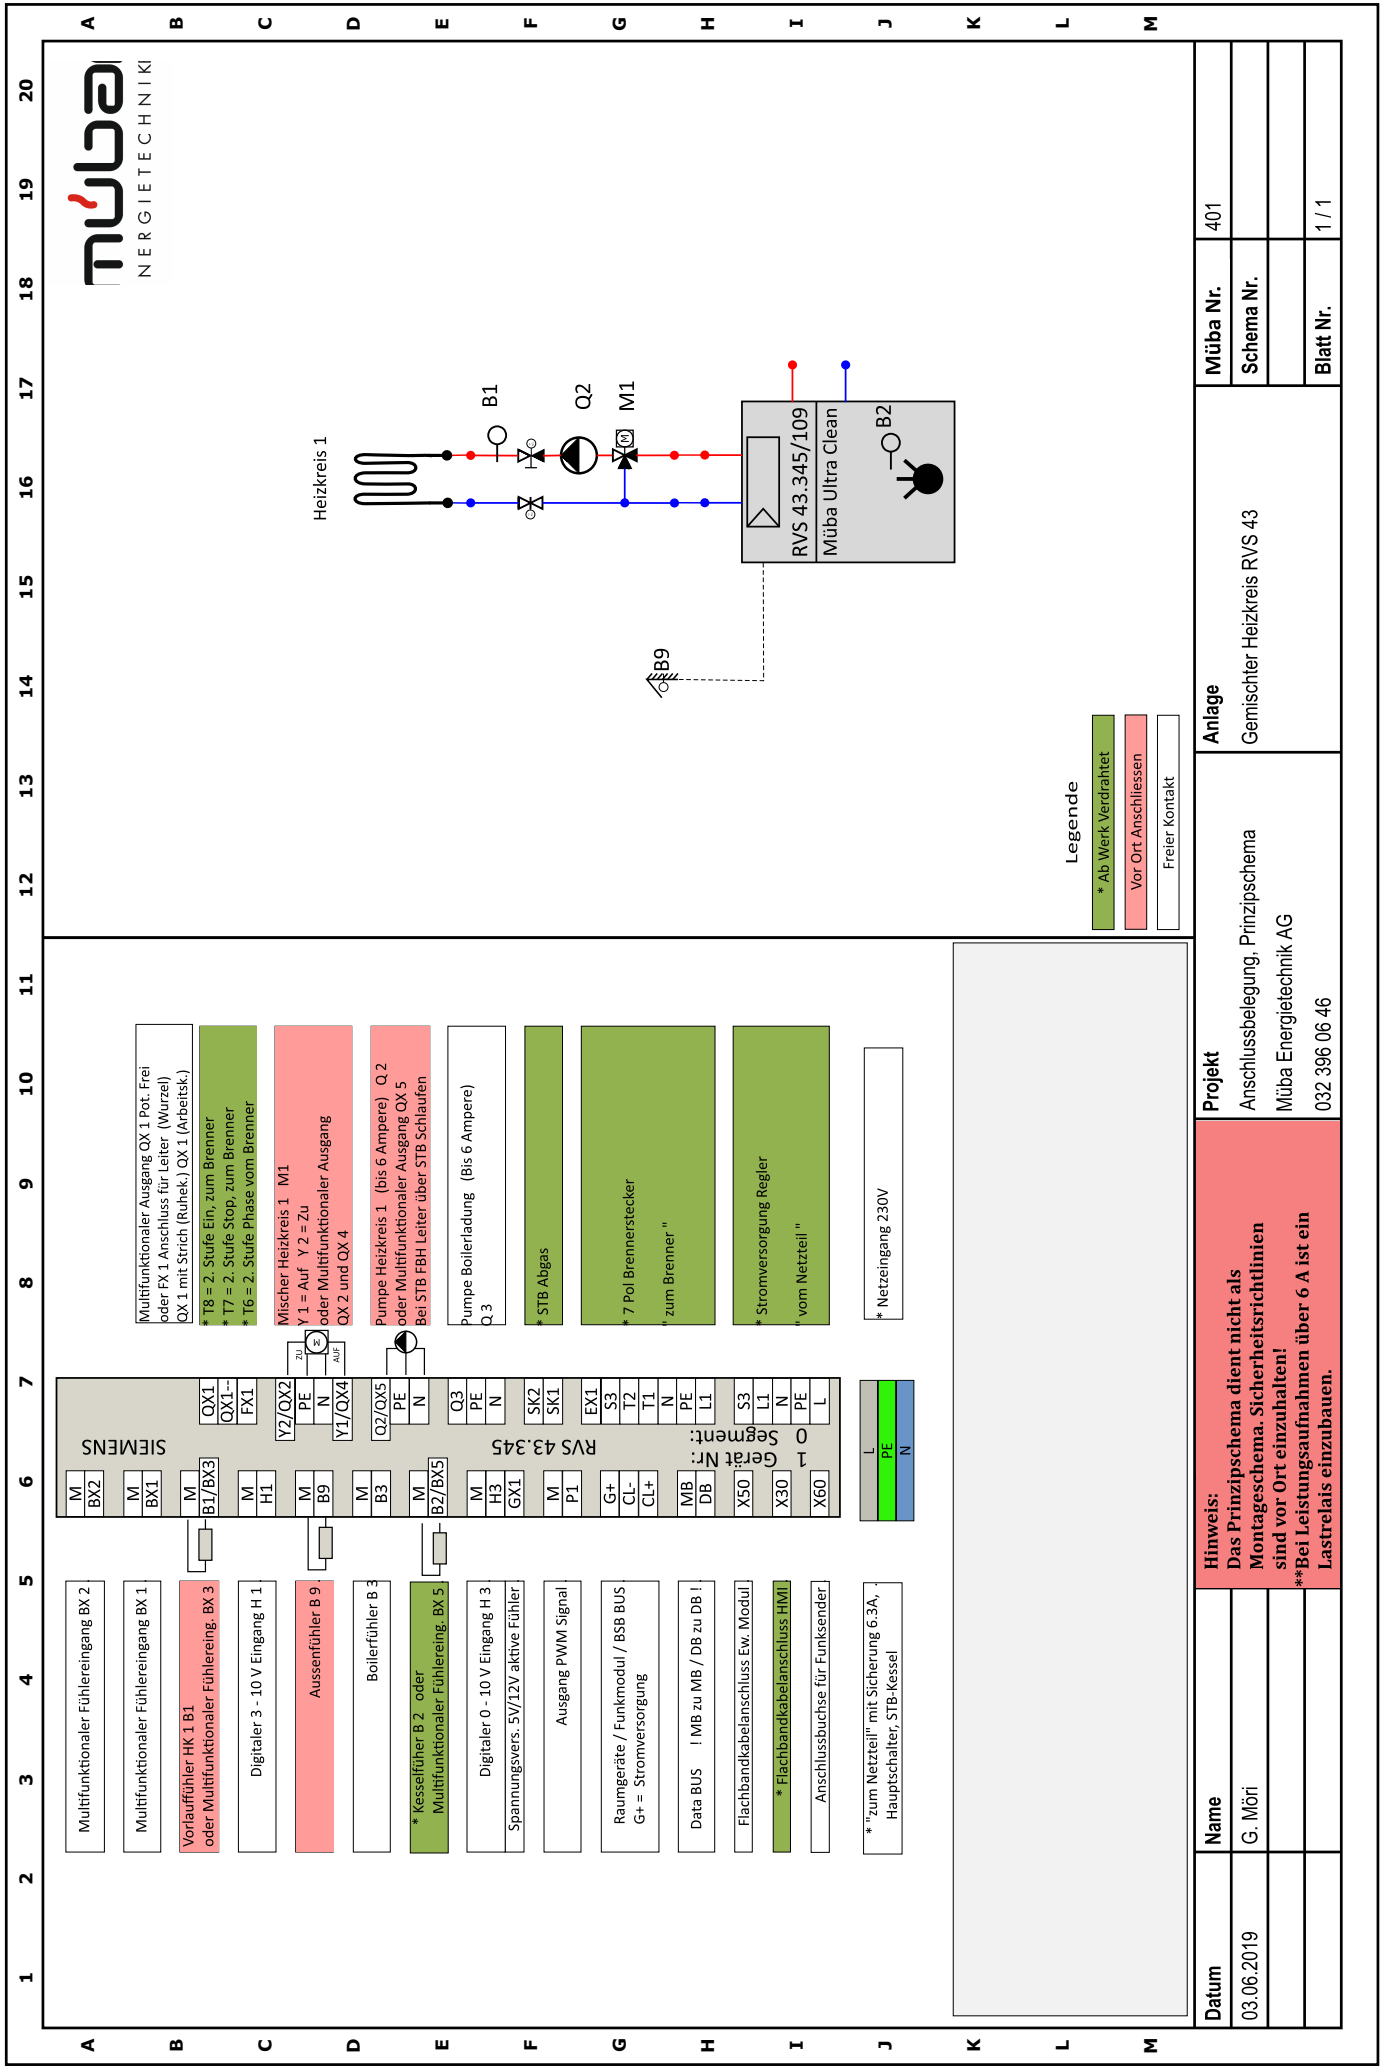 A
B
C
D
E
F
G
H
I
J
K
L
M
1
2
3
4
5
6
7
8
9
10
11
12
13
14
15
16
17
18
19
20
müba
NERGIETECHNIK
Multifunktionaler Fühlereingang BX 2
Multifunktionaler Fühlereingang BX 1
Vorlauffühler HK 1 B1
oder Multifunktionaler Fühlereing. BX 3
Digitaler 3 - 10 V Eingang H 1
Aussenfühler B 9
Boilerfühler B 3
* Kesselfüher B 2 oder
Multifunktionaler Fühlereing. BX 5
Digitaler 0 - 10 V Eingang H 3
Spannungsvers. 5V/12V aktive Fühler
Ausgang PWM Signal
Raumgeräte / Funkmodul / BSB BUS
G+ = Stromversorgung
Data BUS ! MB zu MB / DB zu DB !
Flachbandkabelanschluss Ew. Modul
* Flachbandkabelanschluss HMI
Anschlussbuchse für Funksender
* "zum Netzteil" mit Sicherung 6.3A,
Hauptschalter, STB-Kessel
M
BX2
M
BX1
M
B1/BX3
M
H1
M
B9
M
B3
M
B2/BX5
M
H3
GX1
M
P1
G+
CL-
CL+
MB
DB
X50
X30
X60
SIEMENS
RVS 43.345
Gerät Nr:
1
Segment:
0
QX1
QX1--
FX1
Y2/QX2
PE
N
Y1/QX4
Q2/QX5
PE
N
Q3
PE
N
SK2
SK1
EX1
S3
T2
T1
N
PE
L1
S3
L1
N
PE
L
L
PE
N
ZU
M
AUF
Multifunktionaler Ausgang QX 1 Pot. Frei
oder FX 1 Anschluss für Leiter (Wurzel)
QX 1 mit Strich (Ruhek.) QX 1 (Arbeitsk.)
* T8 = 2. Stufe Ein, zum Brenner
* T7 = 2. Stufe Stop, zum Brenner
* T6 = 2. Stufe Phase vom Brenner
Mischer Heizkreis 1 M1
Y 1 = Auf Y 2 = Zu
oder Multifunktionaler Ausgang
QX 2 und QX 4
Pumpe Heizkreis 1 (bis 6 Ampere) Q 2
oder Multifunktionaler Ausgang QX 5
Bei STB FBH Leiter über STB Schlaufen
Pumpe Boilerladung (Bis 6 Ampere)
Q 3
* STB Abgas
* 7 Pol Brennerstecker
" zum Brenner "
* Stromversorgung Regler
" vom Netzteil "
* Netzeingang 230V
Heizkreis 1
B1
Q2
M
M1
RVS 43.345/109
Müba Ultra Clean
B2
B9
Legende
* Ab Werk Verdrahtet
Vor Ort Anschliessen
Freier Kontakt
A
B
C
D
E
F
G
H
I
J
K
L
M
Datum
03.06.2019
Name
G. Möri
Hinweis:
Das Prinzipschema dient nicht als
Montageschema. Sicherheitsrichtlinien
sind vor Ort einzuhalten!
**Bei Leistungsaufnahmen über 6 A ist ein
Lastrelais einzubauen.
Projekt
Anschlussbelegung, Prinzipschema
Müba Energietechnik AG
032 396 06 46
Anlage
Gemischter Heizkreis RVS 43
Müba Nr.
401
Schema Nr.
Blatt Nr.
1 / 1